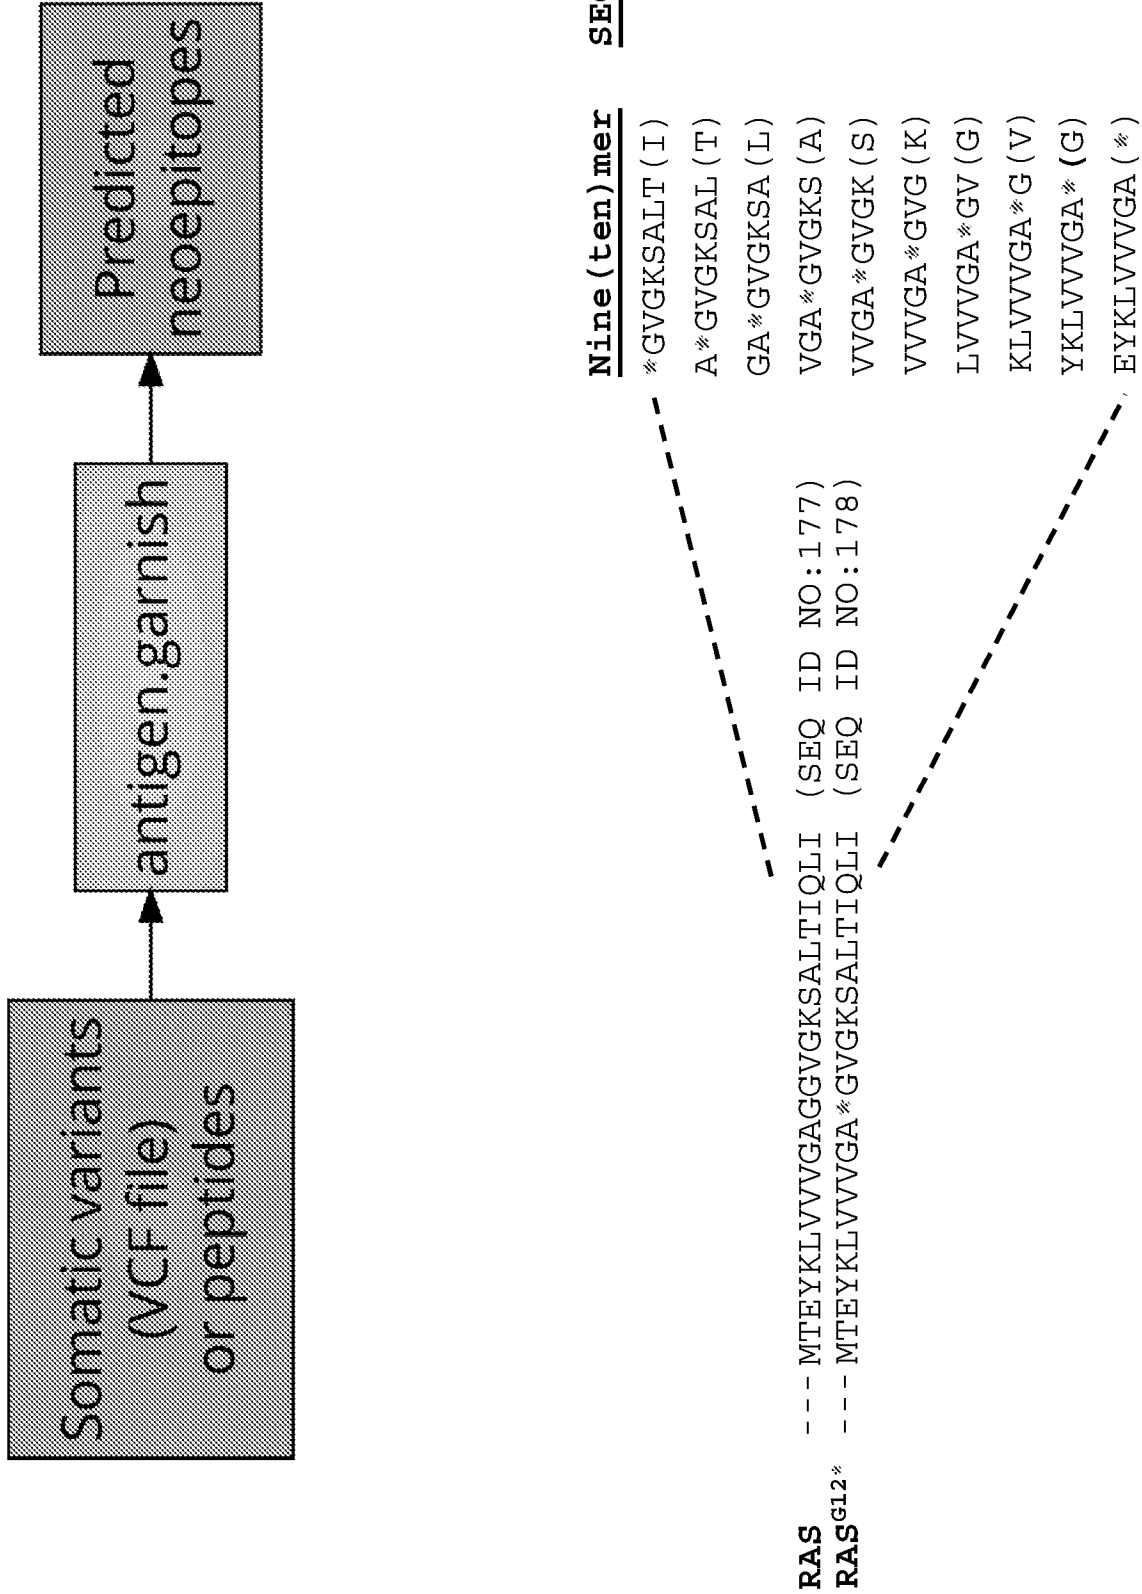 Somatic variants
(VCF file)
or peptides
antigen.garnish
Predicted
neoepitopes
Nine(ten)mer SEQ
*GVGKSALT(I)
A*GVGKSAL(T)
GA*GVGKSA(L)
VGA*GVGKS(A)
VVGA*GVGK(S)
VVVGA*GVG(K)
LVVVGA*GV(G)
KLVVVGA*G(V)
YKLVVVGA*(G)
EYKLVVVGA(*)
RAS ----MTEYKLVVVGAGGVGKSALTIQLI (SEQ ID NO:177)
RASG12* ----MTEYKLVVVGA*GVGKSALTIQLI (SEQ ID NO:178)